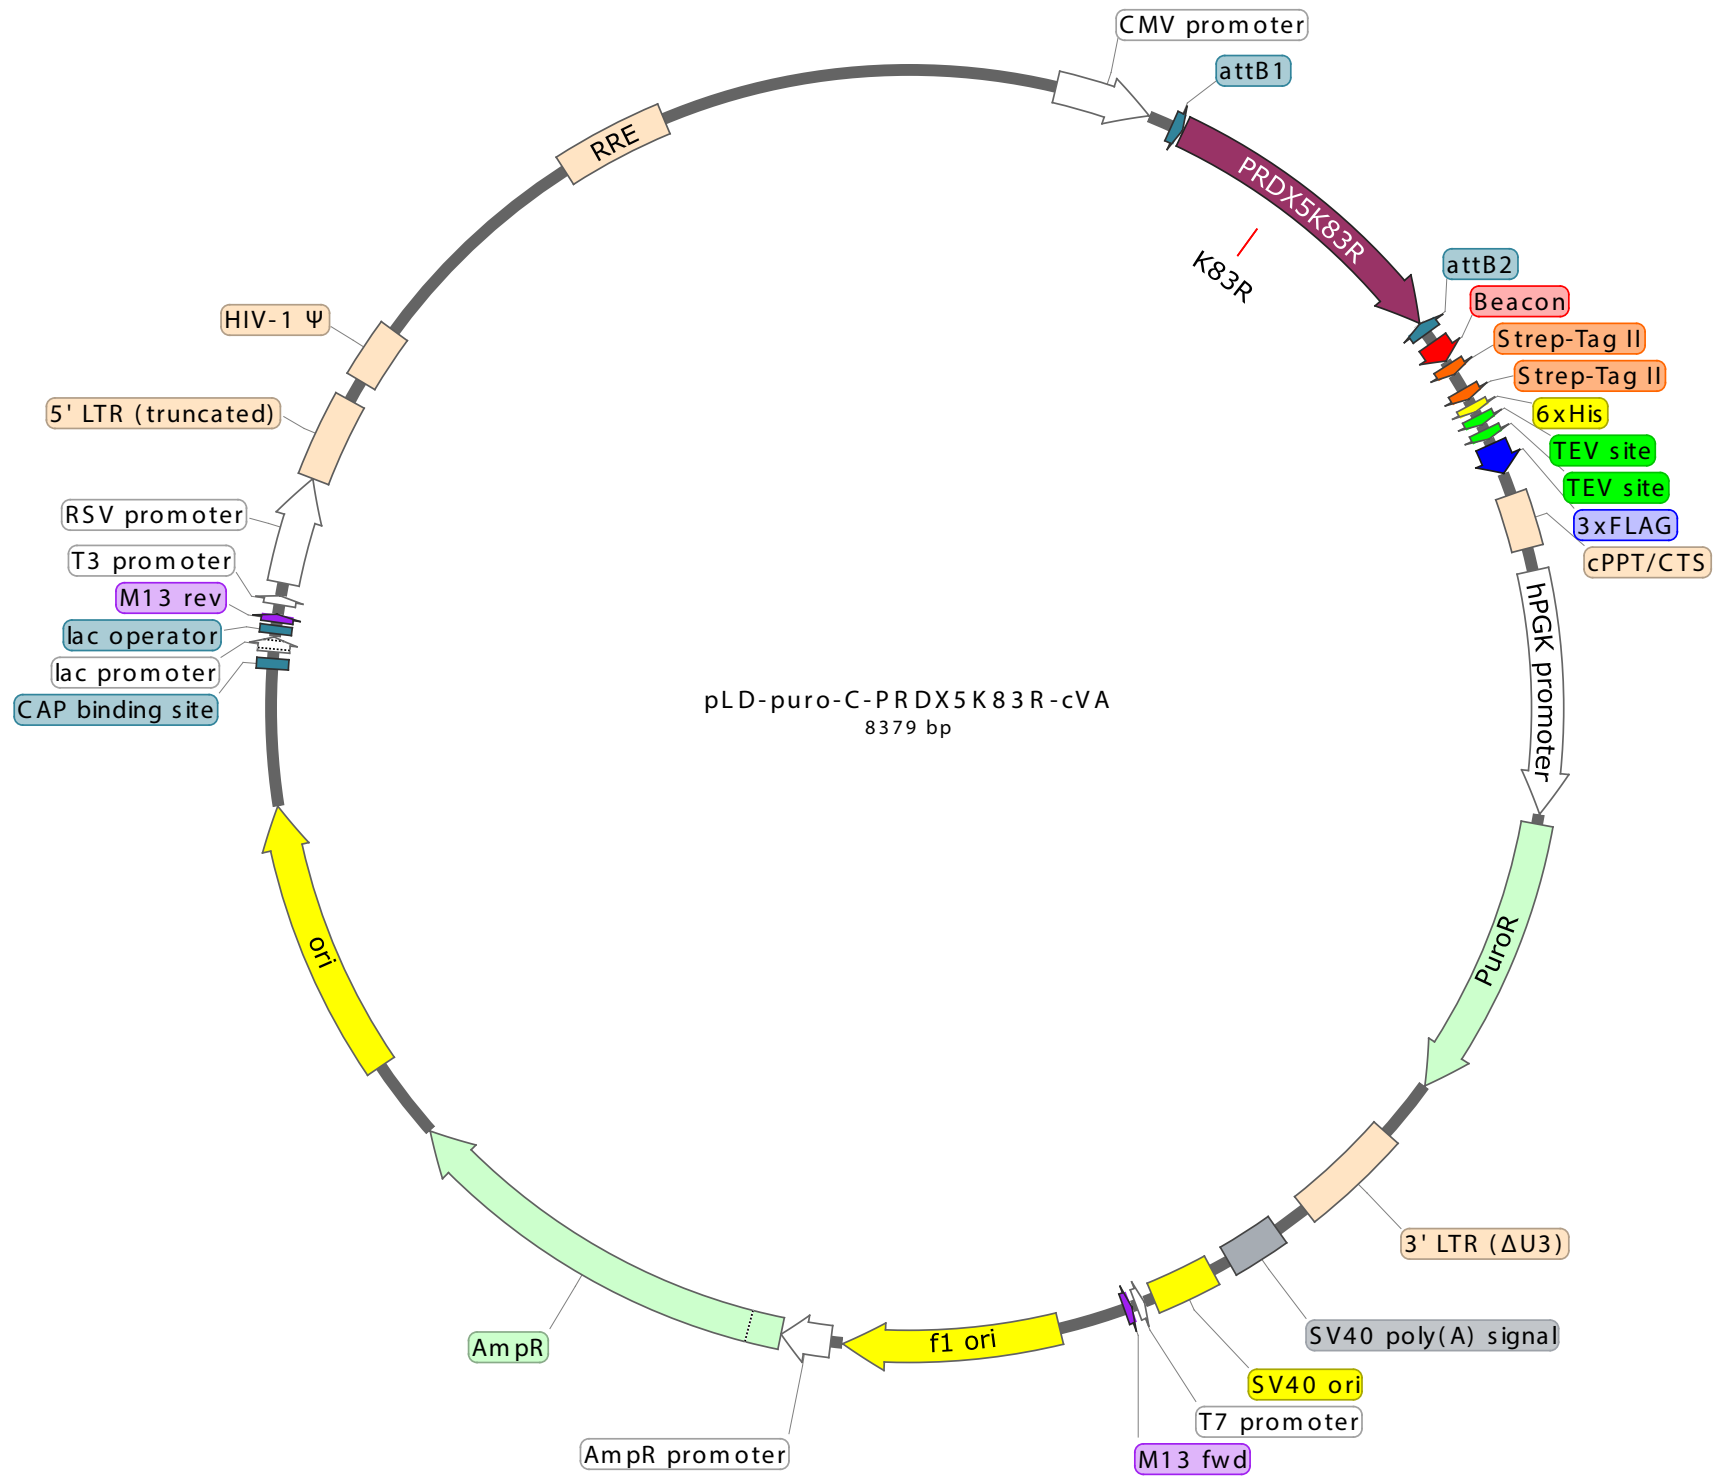 CMV promoter
attB1
RRE
PRDX5K83R
K83R
attB2
Beacon
Strep-Tag II
Strep-Tag II
6xHis
TEV site
TEV site
3xFLAG
cPPT/CTS
hPGK promoter
HIV-1 Ψ
5' LTR (truncated)
RSV promoter
T3 promoter
M13 rev
lac operator
lac promoter
CAP binding site
pLD-puro-C-PRDX5K83R-cVA
8379 bp
PuroR
ori
3' LTR (ΔU3)
SV40 poly(A) signal
SV40 ori
T7 promoter
M13 fwd
f1 ori
AmpR
AmpR promoter